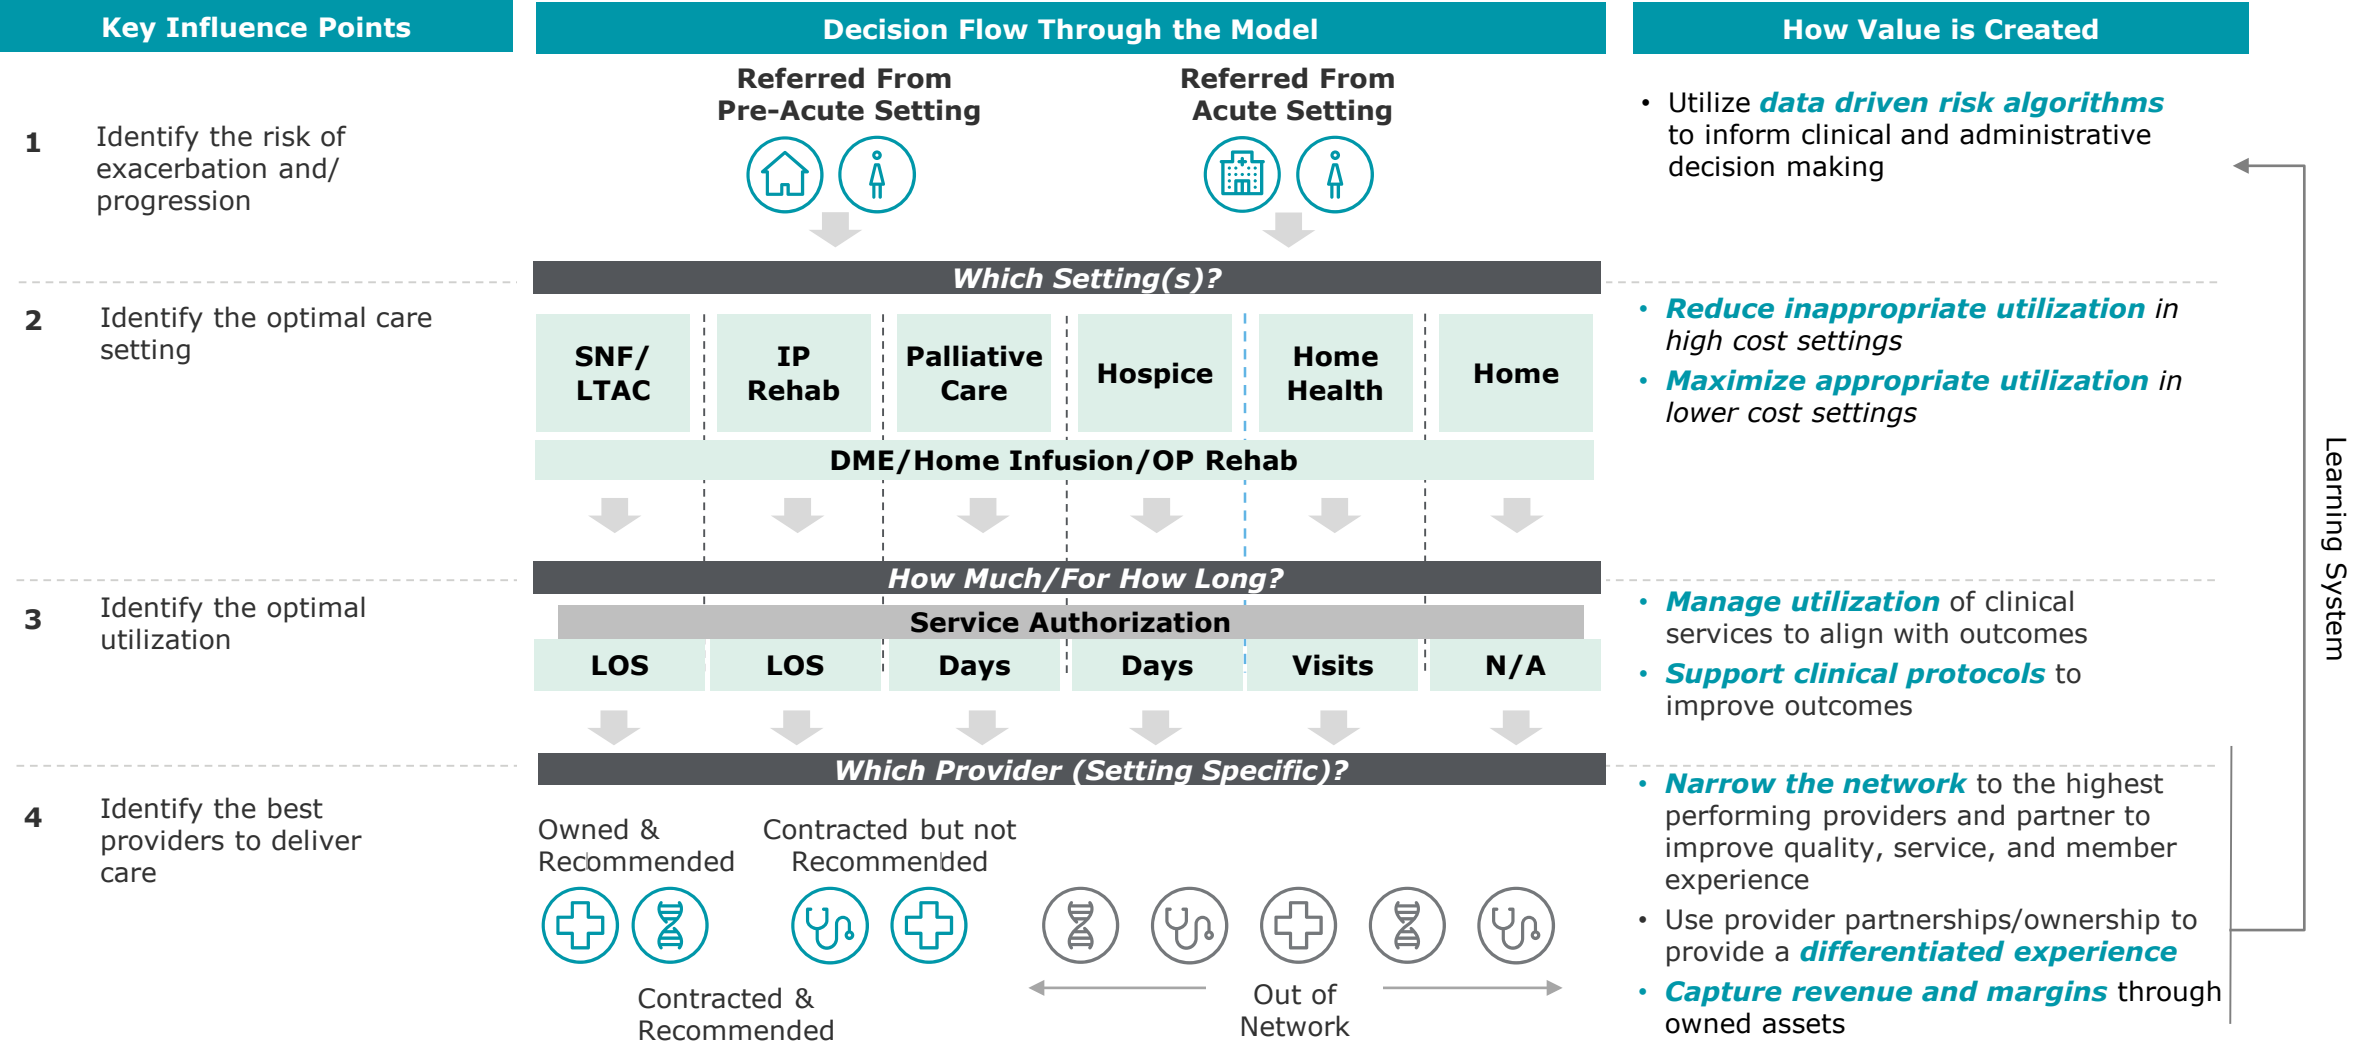 Key Influence Points
Decision Flow Through the Model
How Value is Created
1
Identify the risk of
exacerbation and/
progression
Referred From
Pre-Acute Setting
Referred From
Acute Setting
• Utilize data driven risk algorithms
to inform clinical and administrative
decision making
Which Setting(s)?
2
Identify the optimal care
setting
SNF/
LTAC
IP
Rehab
Palliative
Care
Hospice
Home
Health
Home
DME/Home Infusion/OP Rehab
• Reduce inappropriate utilization in
high cost settings
• Maximize appropriate utilization in
lower cost settings
How Much/For How Long?
3
Identify the optimal
utilization
Service Authorization
LOS
LOS
Days
Days
Visits
N/A
• Manage utilization of clinical
services to align with outcomes
• Support clinical protocols to
improve outcomes
Which Provider (Setting Specific)?
4
Identify the best
providers to deliver
care
Owned &
Recommended
Contracted but not
Recommended
Contracted &
Recommended
Out of
Network
• Narrow the network to the highest
performing providers and partner to
improve quality, service, and member
experience
• Use provider partnerships/ownership to
provide a differentiated experience
• Capture revenue and margins through
owned assets
Learning System